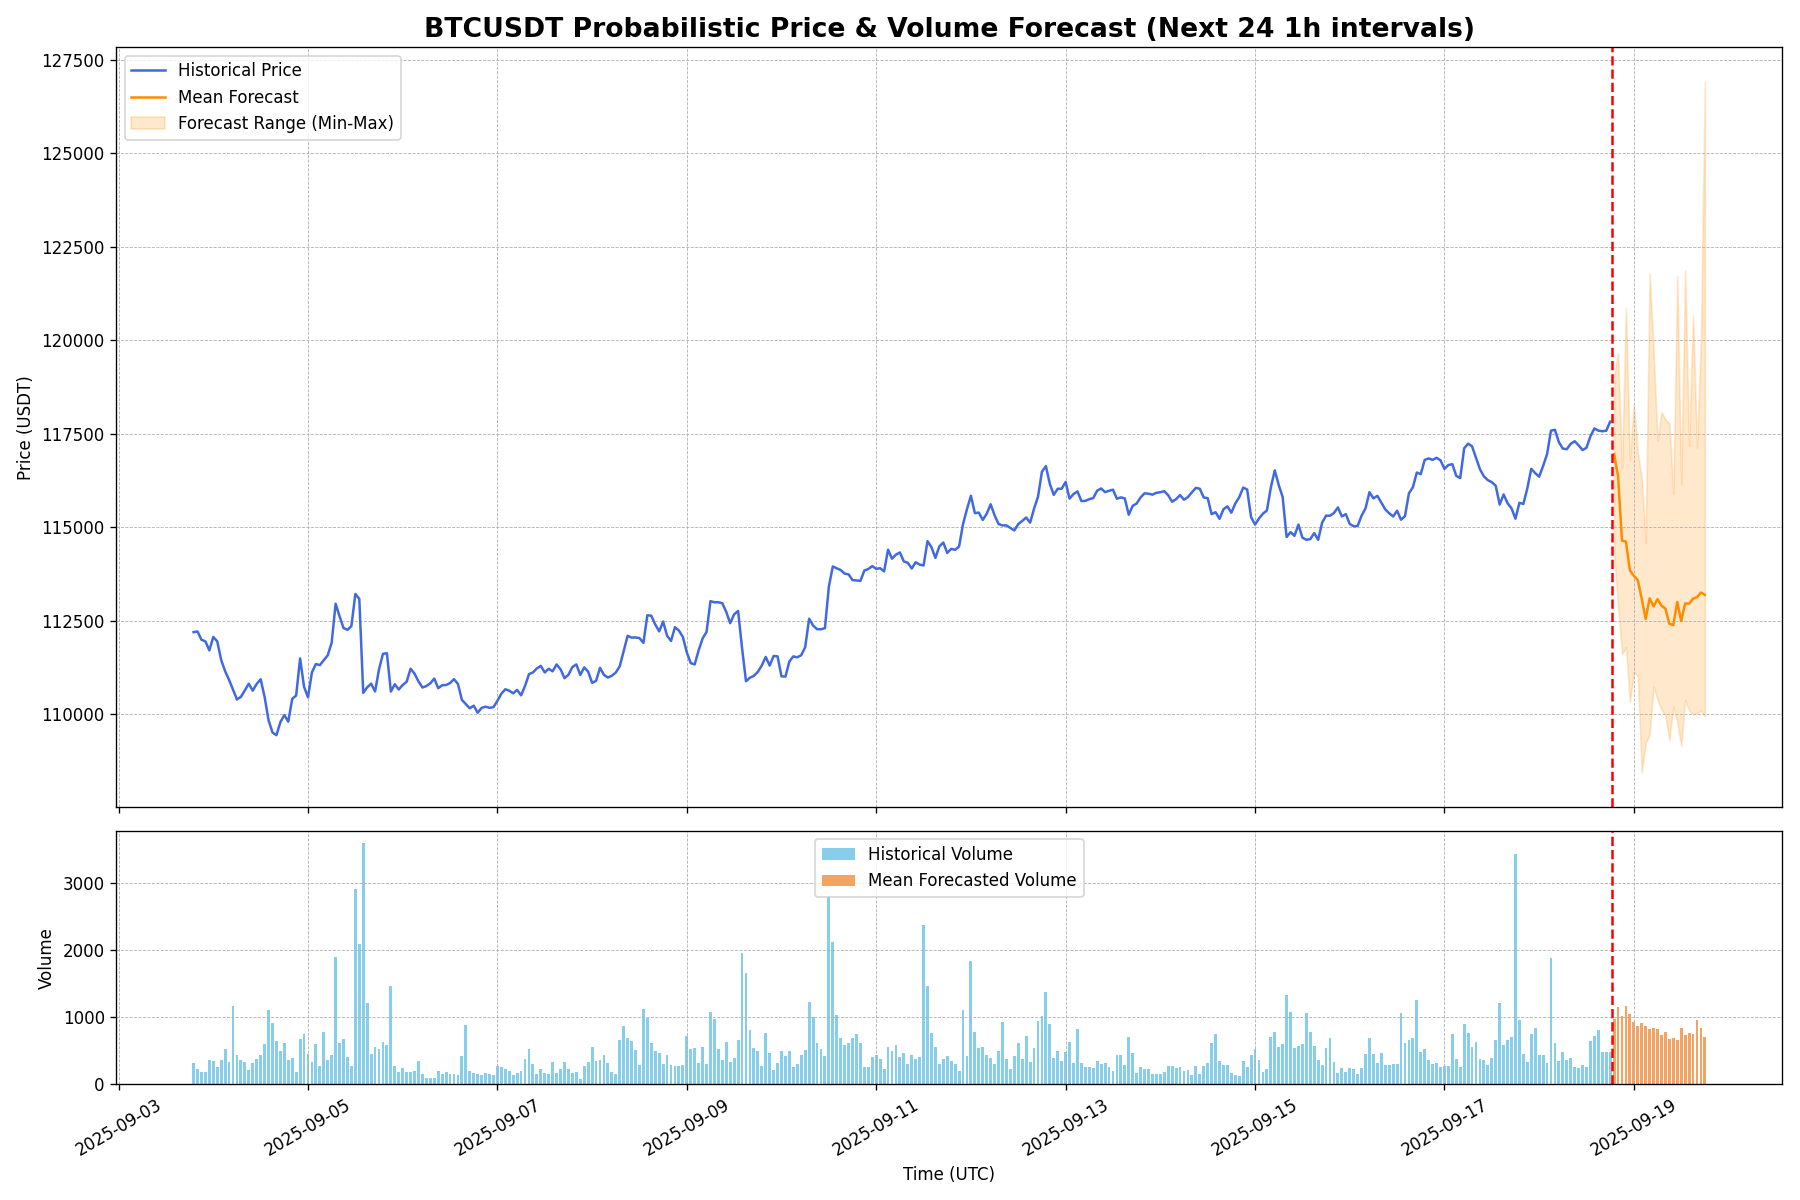 BTCUSDT Probabilistic Price & Volume Forecast (Next 24 1h intervals)
Historical Price
Mean Forecast
Forecast Range (Min-Max)
127500
125000
122500
120000
117500
115000
112500
110000
Price (USDT)
Historical Volume
Mean Forecasted Volume
3000
2000
1000
0
Volume
2025-09-03
2025-09-05
2025-09-07
2025-09-09
2025-09-11
2025-09-13
2025-09-15
2025-09-17
2025-09-19
Time (UTC)